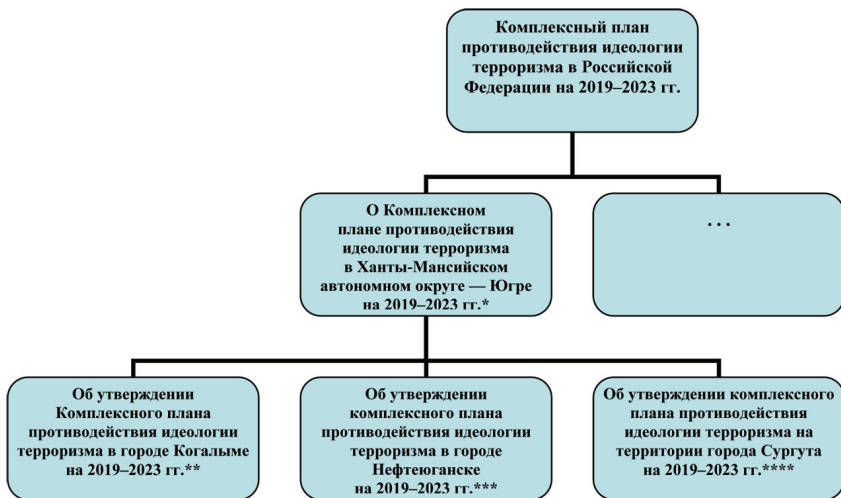 Комплексный план
противодействия идеологии
терроризма в Российской
Федерации на 2019–2023 гг.
О Комплексном
плане противодействия
идеологии терроризма
в Ханты-Мансийском
автономном округе — Югре
на 2019–2023 гг.*
...
Об утверждении
Комплексного плана
противодействия идеологии
терроризма в городе Когалыме
на 2019–2023 гг.**
Об утверждении
комплексного плана
противодействия идеологии
терроризма в городе
Нефтеюганске
на 2019–2023 гг.***
Об утверждении комплексного
плана противодействия
идеологии терроризма на
территории города Сургута
на 2019–2023 гг.****